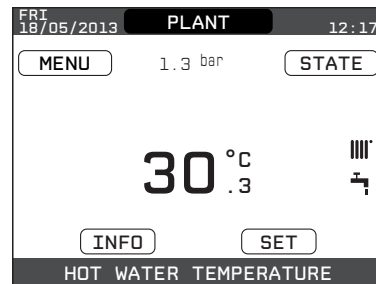 FRI
18/05/2013 PLANT 12:17
MENU 1.3 bar STATE
30.3 °C
INFO SET
HOT WATER TEMPERATURE